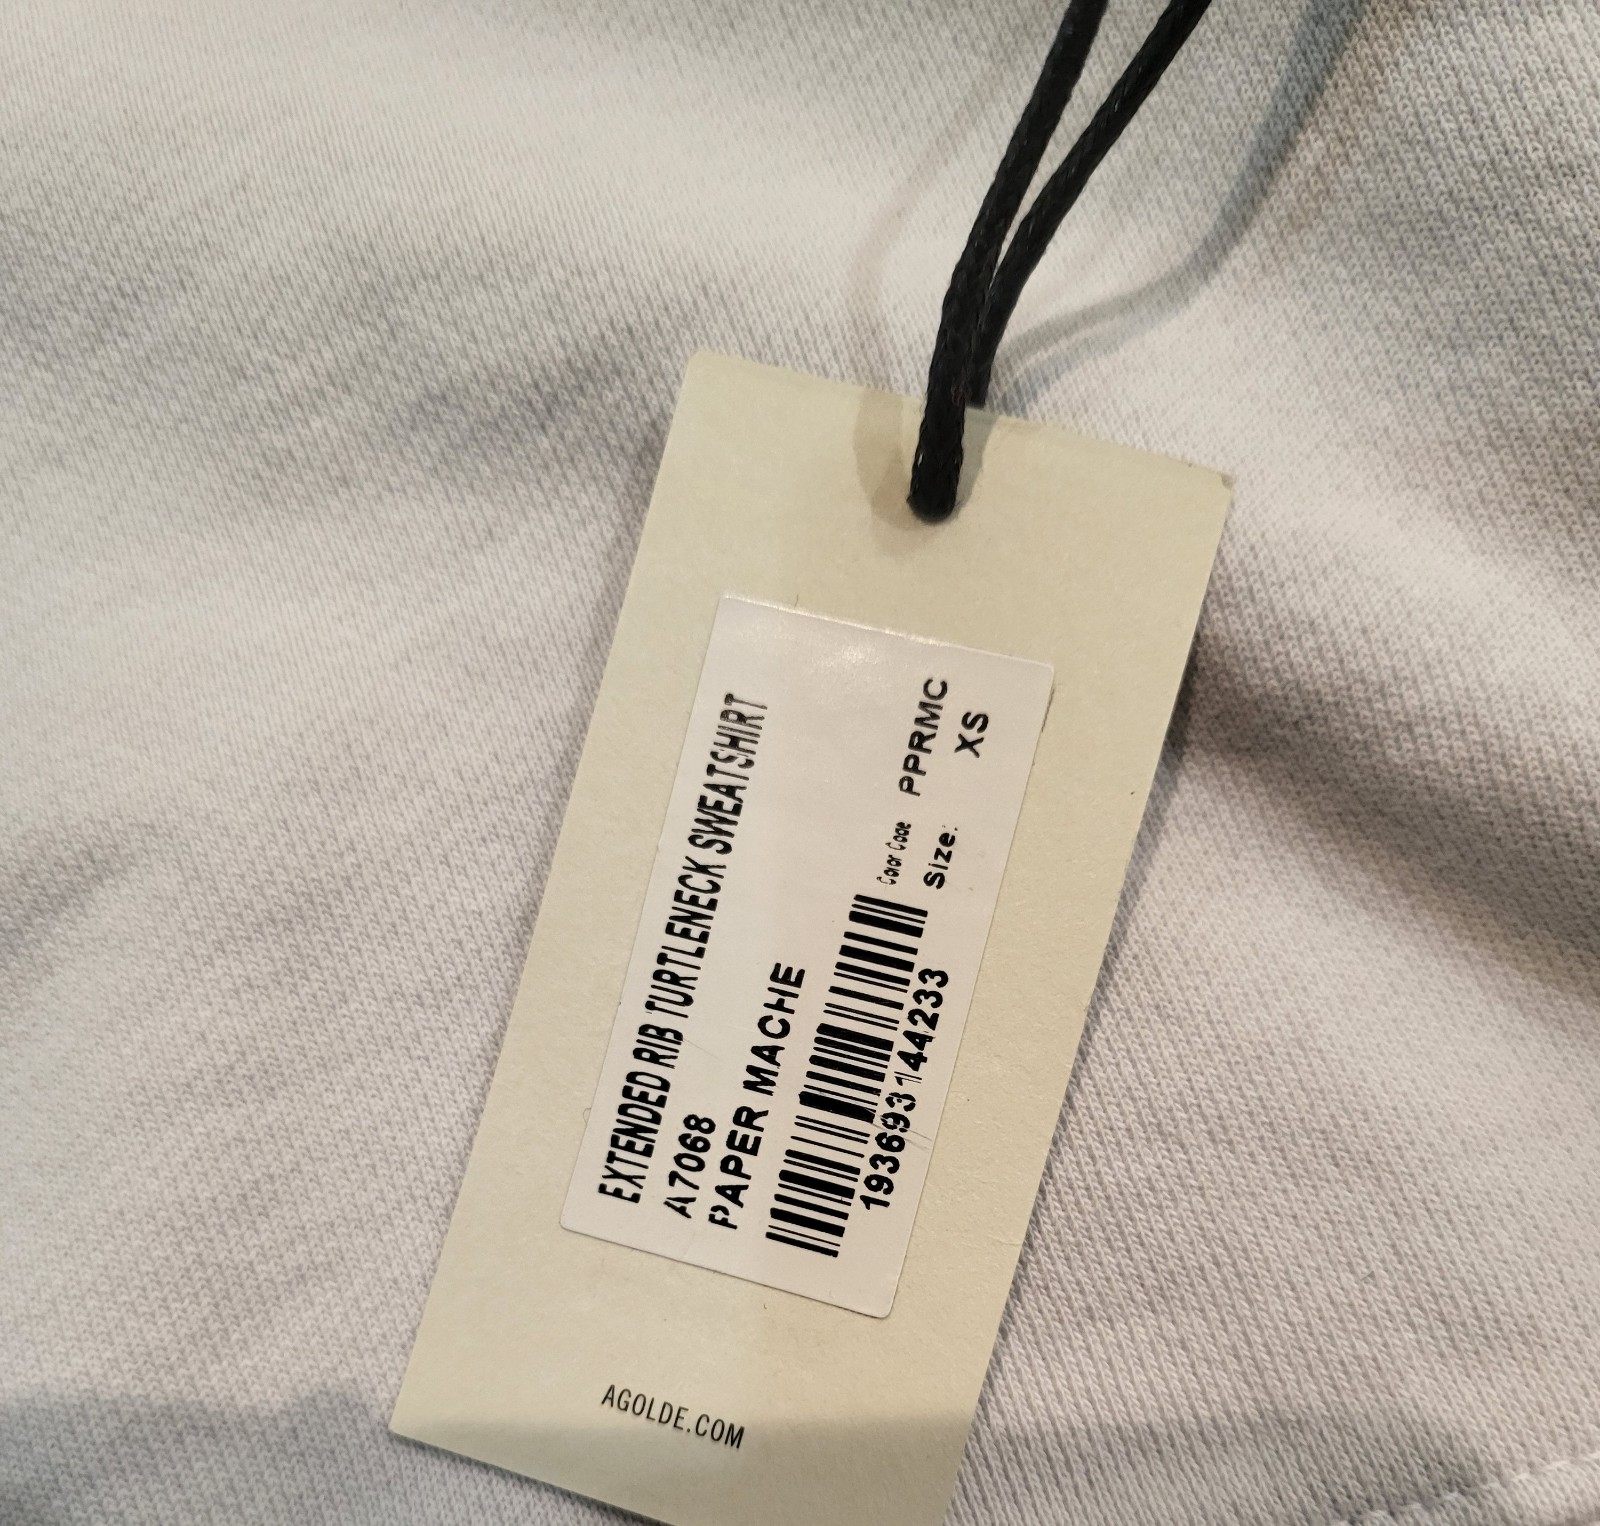 EXTENDED RIB TURTLENECK SWEATSHIRT
A7068
PAPER MACHE
Color Code PPRMC
Size: XS
193693144233
AGOLDE.COM